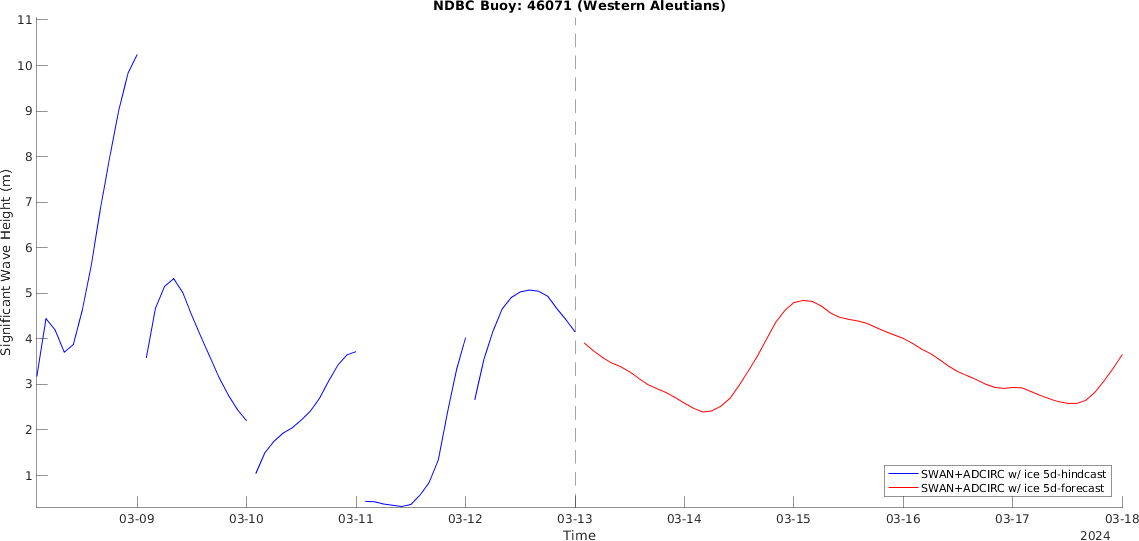 NDBC Buoy: 46071 (Western Aleutians)
11
10
9
8
7
6
5
4
3
2
1
Significant Wave Height (m)
SWAN+ADCIRC w/ ice 5d-hindcast
SWAN+ADCIRC w/ ice 5d-forecast
03-09 03-10 03-11 03-12 03-13 03-14 03-15 03-16 03-17 03-18
Time
2024